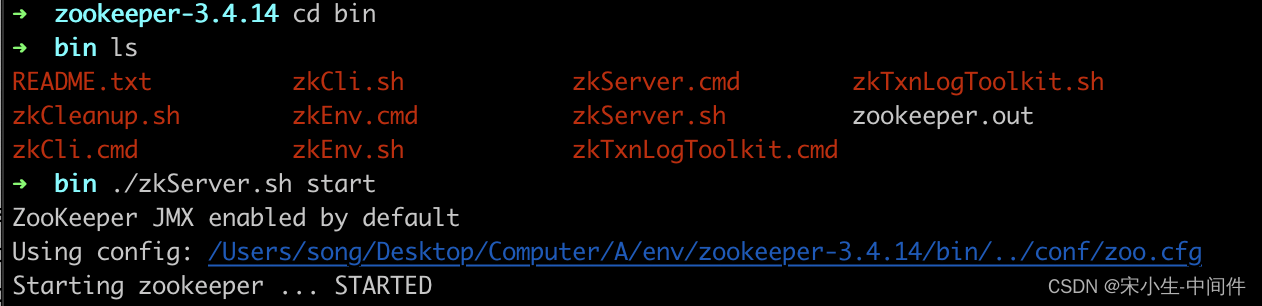 → zookeeper-3.4.14 cd bin
→ bin ls
README.txt zkCli.sh zkServer.cmd zkTxnLogToolkit.sh
zkCleanup.sh zkEnv.cmd zkServer.sh zookeeper.out
zkCli.cmd zkEnv.sh zkTxnLogToolkit.cmd
→ bin ./zkServer.sh start
ZooKeeper JMX enabled by default
Using config: /Users/song/Desktop/Computer/A/env/zookeeper-3.4.14/bin/../conf/zoo.cfg
Starting zookeeper ... STARTED
CSDN @宋小生-中间件